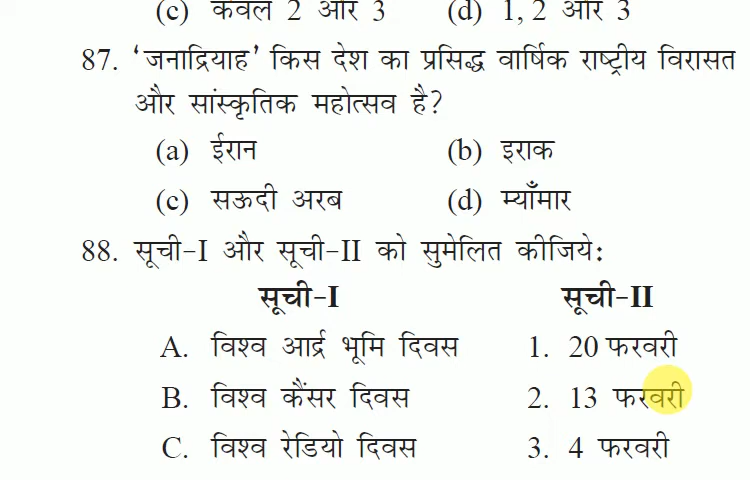 (c) केवल 2 और 3 (d) 1, 2 और 3
87. ‘जनाद्रियाह’ किस देश का प्रसिद्ध वार्षिक राष्ट्रीय विरासत
और सांस्कृतिक महोत्सव है?
(a) ईरान (b) इराक
(c) सऊदी अरब (d) म्याँमार
88. सूची-I और सूची-II को सुमेलित कीजिये:
सूची-I सूची-II
A. विश्व आर्द्र भूमि दिवस 1. 20 फरवरी
B. विश्व कैंसर दिवस 2. 13 फरवरी
C. विश्व रेडियो दिवस 3. 4 फरवरी